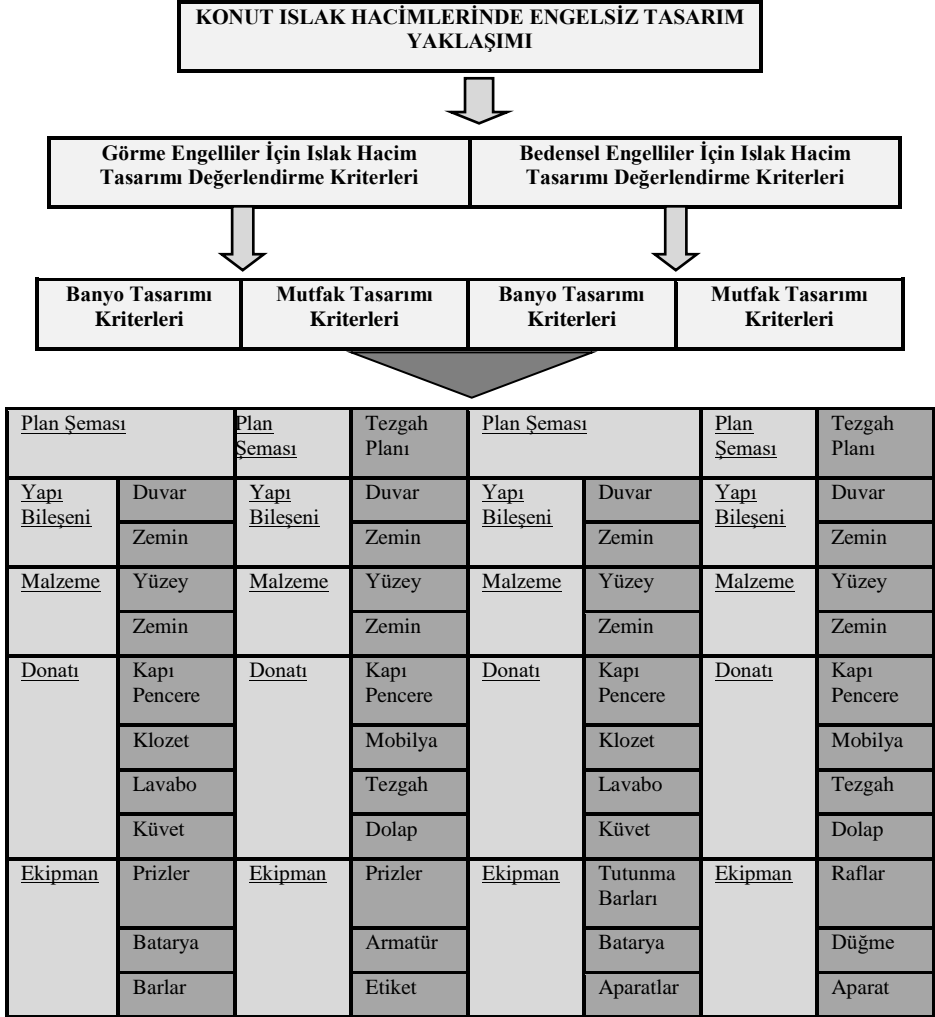 KONUT ISLAK HACİMLERİNDE ENGELSİZ TASARIM
YAKLAŞIMI
Görme Engelliler İçin Islak Hacim
Tasarımı Değerlendirme Kriterleri
Bedensel Engelliler İçin Islak Hacim
Tasarımı Değerlendirme Kriterleri
Banyo Tasarımı
Kriterleri
Mutfak Tasarımı
Kriterleri
Banyo Tasarımı
Kriterleri
Mutfak Tasarımı
Kriterleri
Plan Şeması
Plan
Şeması
Tezgah
Planı
Plan Şeması
Plan
Şeması
Tezgah
Planı
Yapı
Bileşeni
Duvar
Yapı
Bileşeni
Duvar
Yapı
Bileşeni
Duvar
Yapı
Bileşeni
Duvar
Zemin
Zemin
Zemin
Zemin
Malzeme
Yüzey
Malzeme
Yüzey
Malzeme
Yüzey
Malzeme
Yüzey
Zemin
Zemin
Zemin
Zemin
Donatı
Kapı
Pencere
Donatı
Kapı
Pencere
Donatı
Kapı
Pencere
Donatı
Kapı
Pencere
Klozet
Mobilya
Klozet
Mobilya
Lavabo
Tezgah
Lavabo
Tezgah
Küvet
Dolap
Küvet
Dolap
Ekipman
Prizler
Ekipman
Prizler
Ekipman
Tutunma
Barları
Ekipman
Raflar
Batarya
Armatür
Batarya
Düğme
Barlar
Etiket
Aparatlar
Aparat